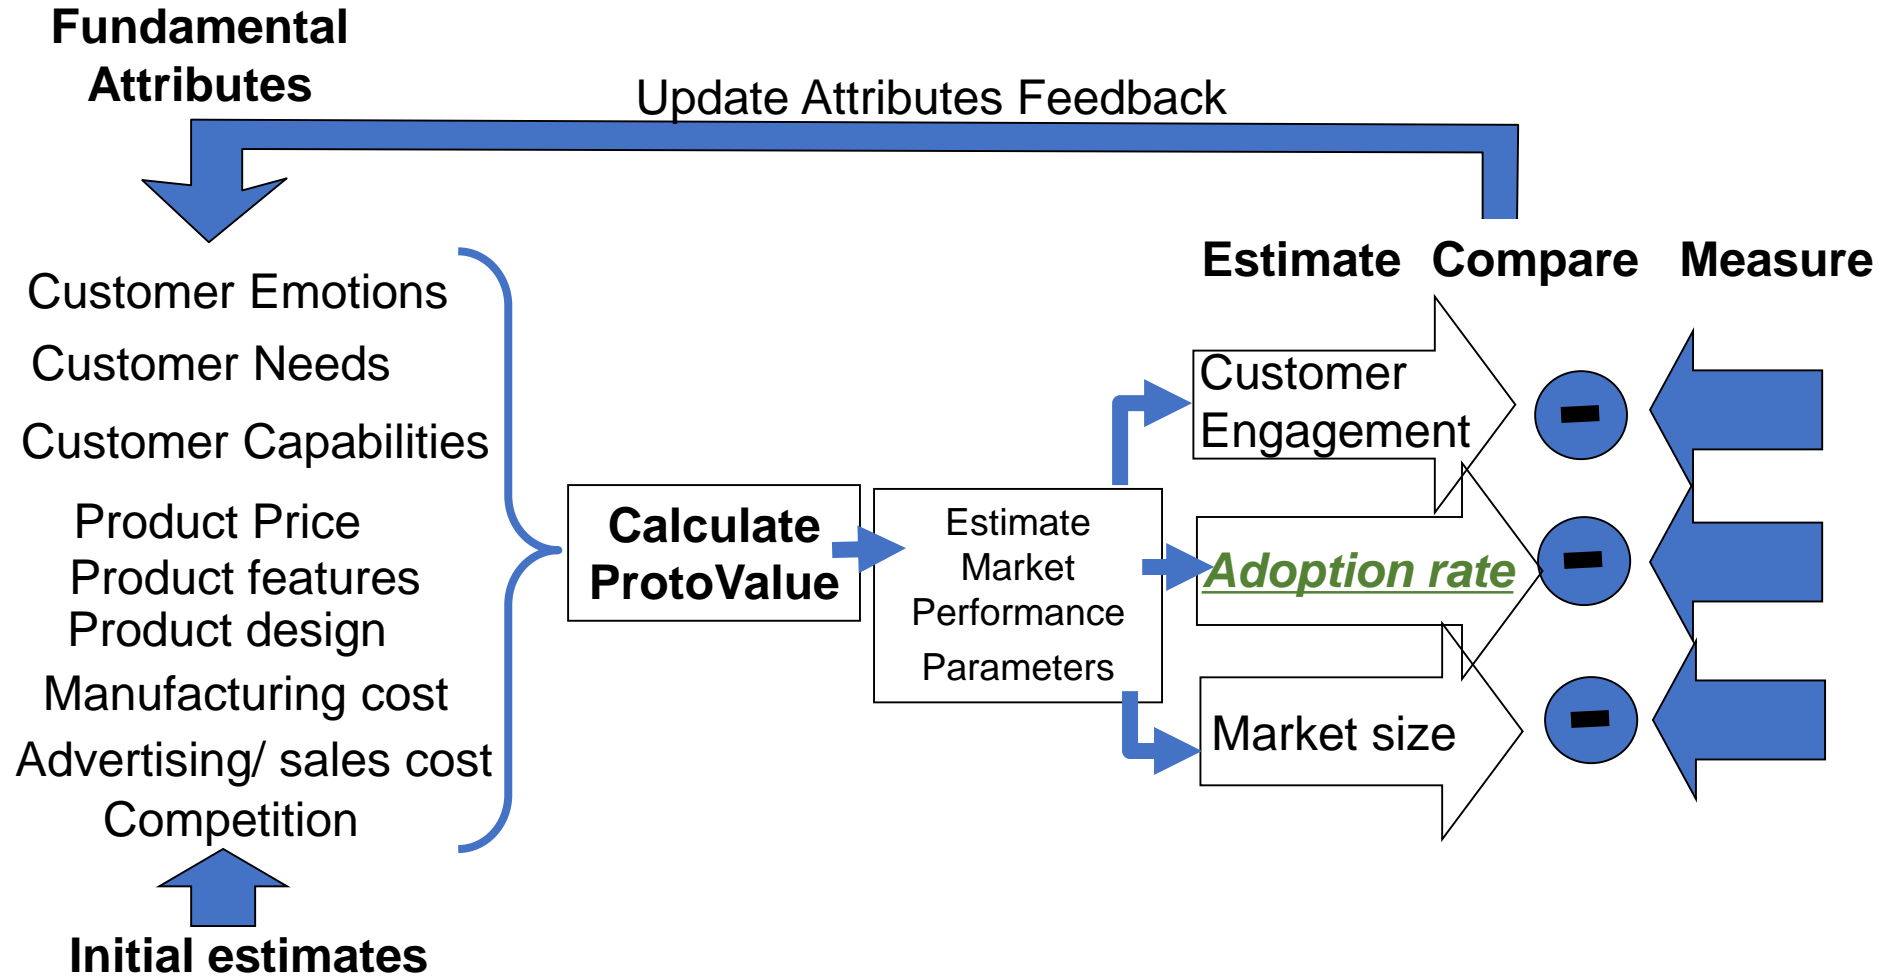 Fundamental
Attributes
Update Attributes Feedback
Estimate Compare Measure
Customer Emotions
Customer Needs
Customer Capabilities
Product Price
Product features
Product design
Manufacturing cost
Advertising/ sales cost
Competition
Initial estimates
Calculate
ProtoValue
Estimate
Market
Performance
Parameters
Customer
Engagement
Adoption rate
Market size